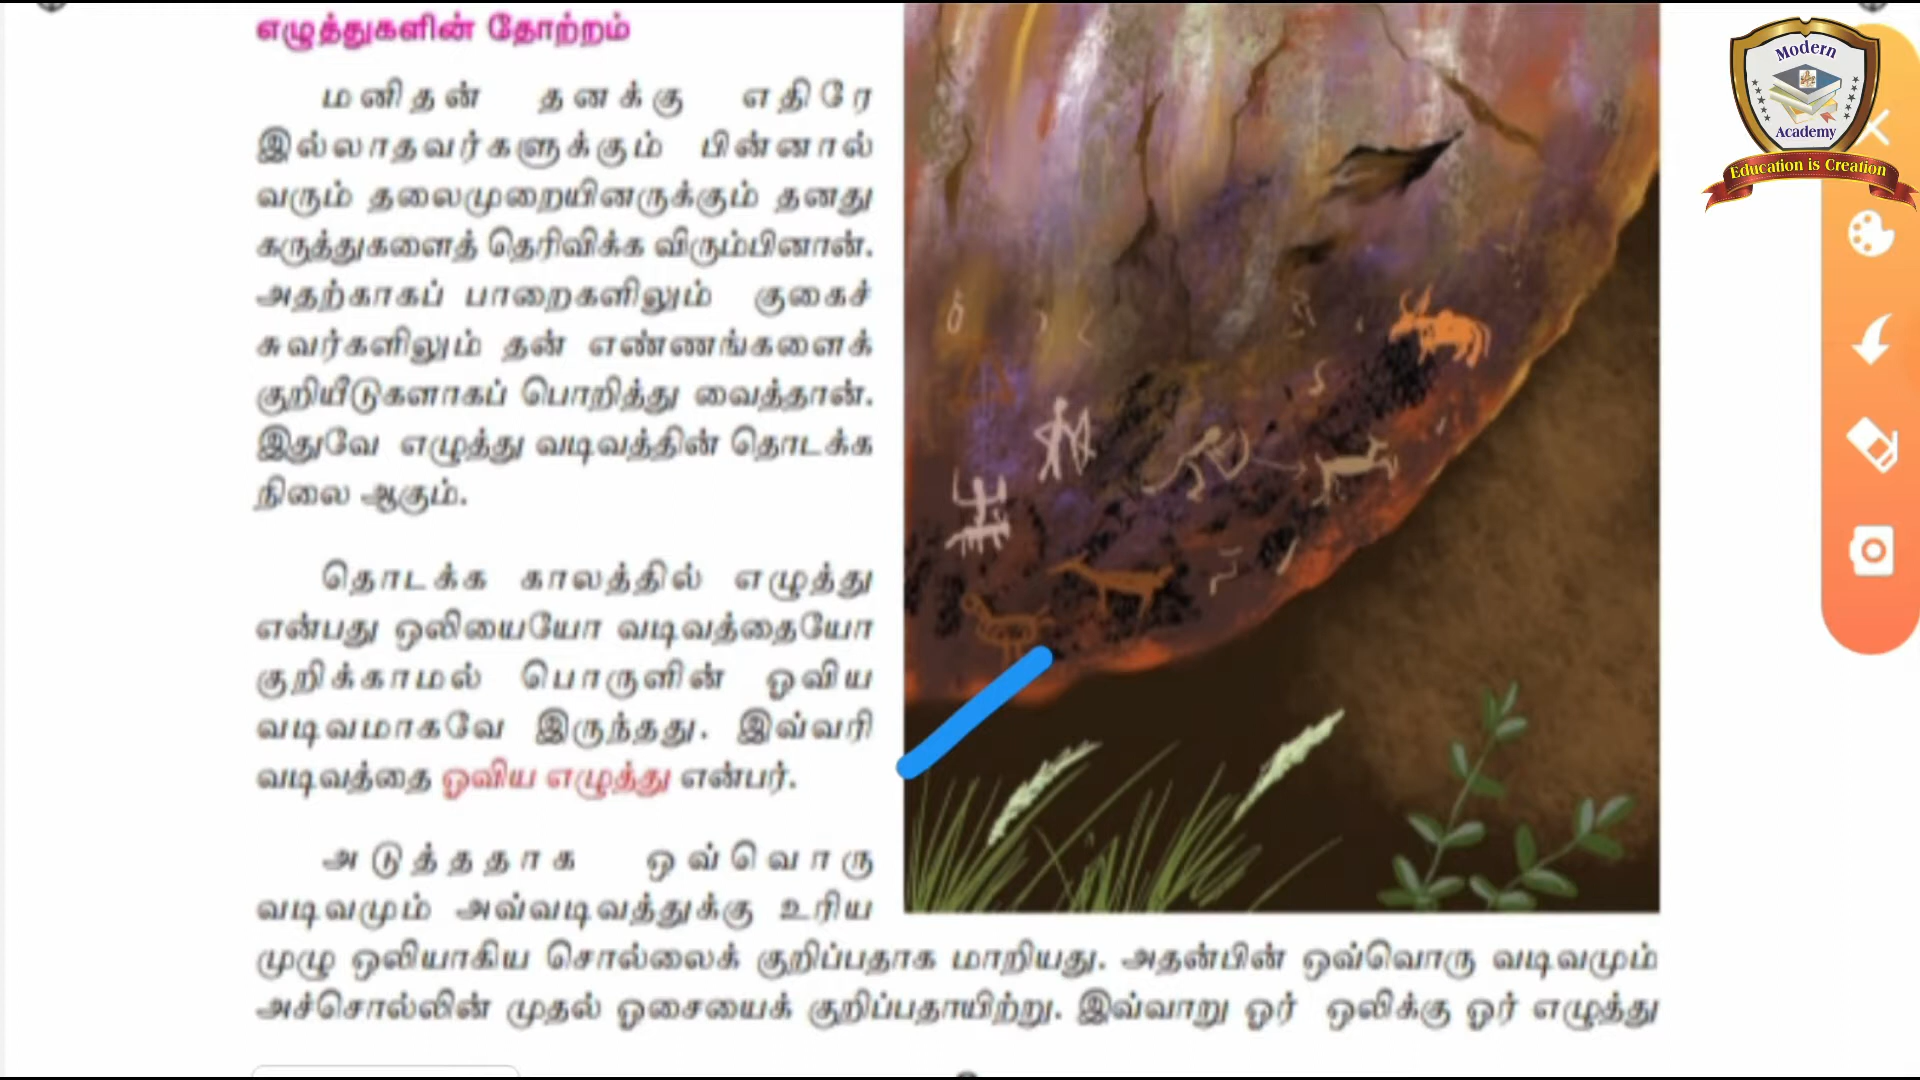 எழுத்துகளின் தோற்றம்
மனிதன் தனக்கு எதிரே
இல்லாதவர்களுக்கும் பின்னால்
வரும் தலைமுறையினருக்கும் தனது
கருத்துகளைத் தெரிவிக்க விரும்பினான்.
அதற்காகப் பாறைகளிலும் குகைச்
சுவர்களிலும் தன் எண்ணங்களைக்
குறியீடுகளாகப் பொறித்து வைத்தான்.
இதுவே எழுத்து வடிவத்தின் தொடக்க
நிலை ஆகும்.
தொடக்க காலத்தில் எழுத்து
என்பது ஒலியையோ வடிவத்தையோ
குறிக்காமல் பொருளின் ஓவிய
வடிவமாகவே இருந்தது. இவ்வரி
வடிவத்தை ஓவிய எழுத்து என்பர்.
அடுத்ததாக ஒவ்வொரு
வடிவமும் அவ்வடிவத்துக்கு உரிய
முழு ஒலியாகிய சொல்லைக் குறிப்பதாக மாறியது. அதன்பின் ஒவ்வொரு வடிவமும்
அச்சொல்லின் முதல் ஓசையைக் குறிப்பதாயிற்று. இவ்வாறு ஓர் ஒலிக்கு ஓர் எழுத்து
Modern
Academy
Education is Creation